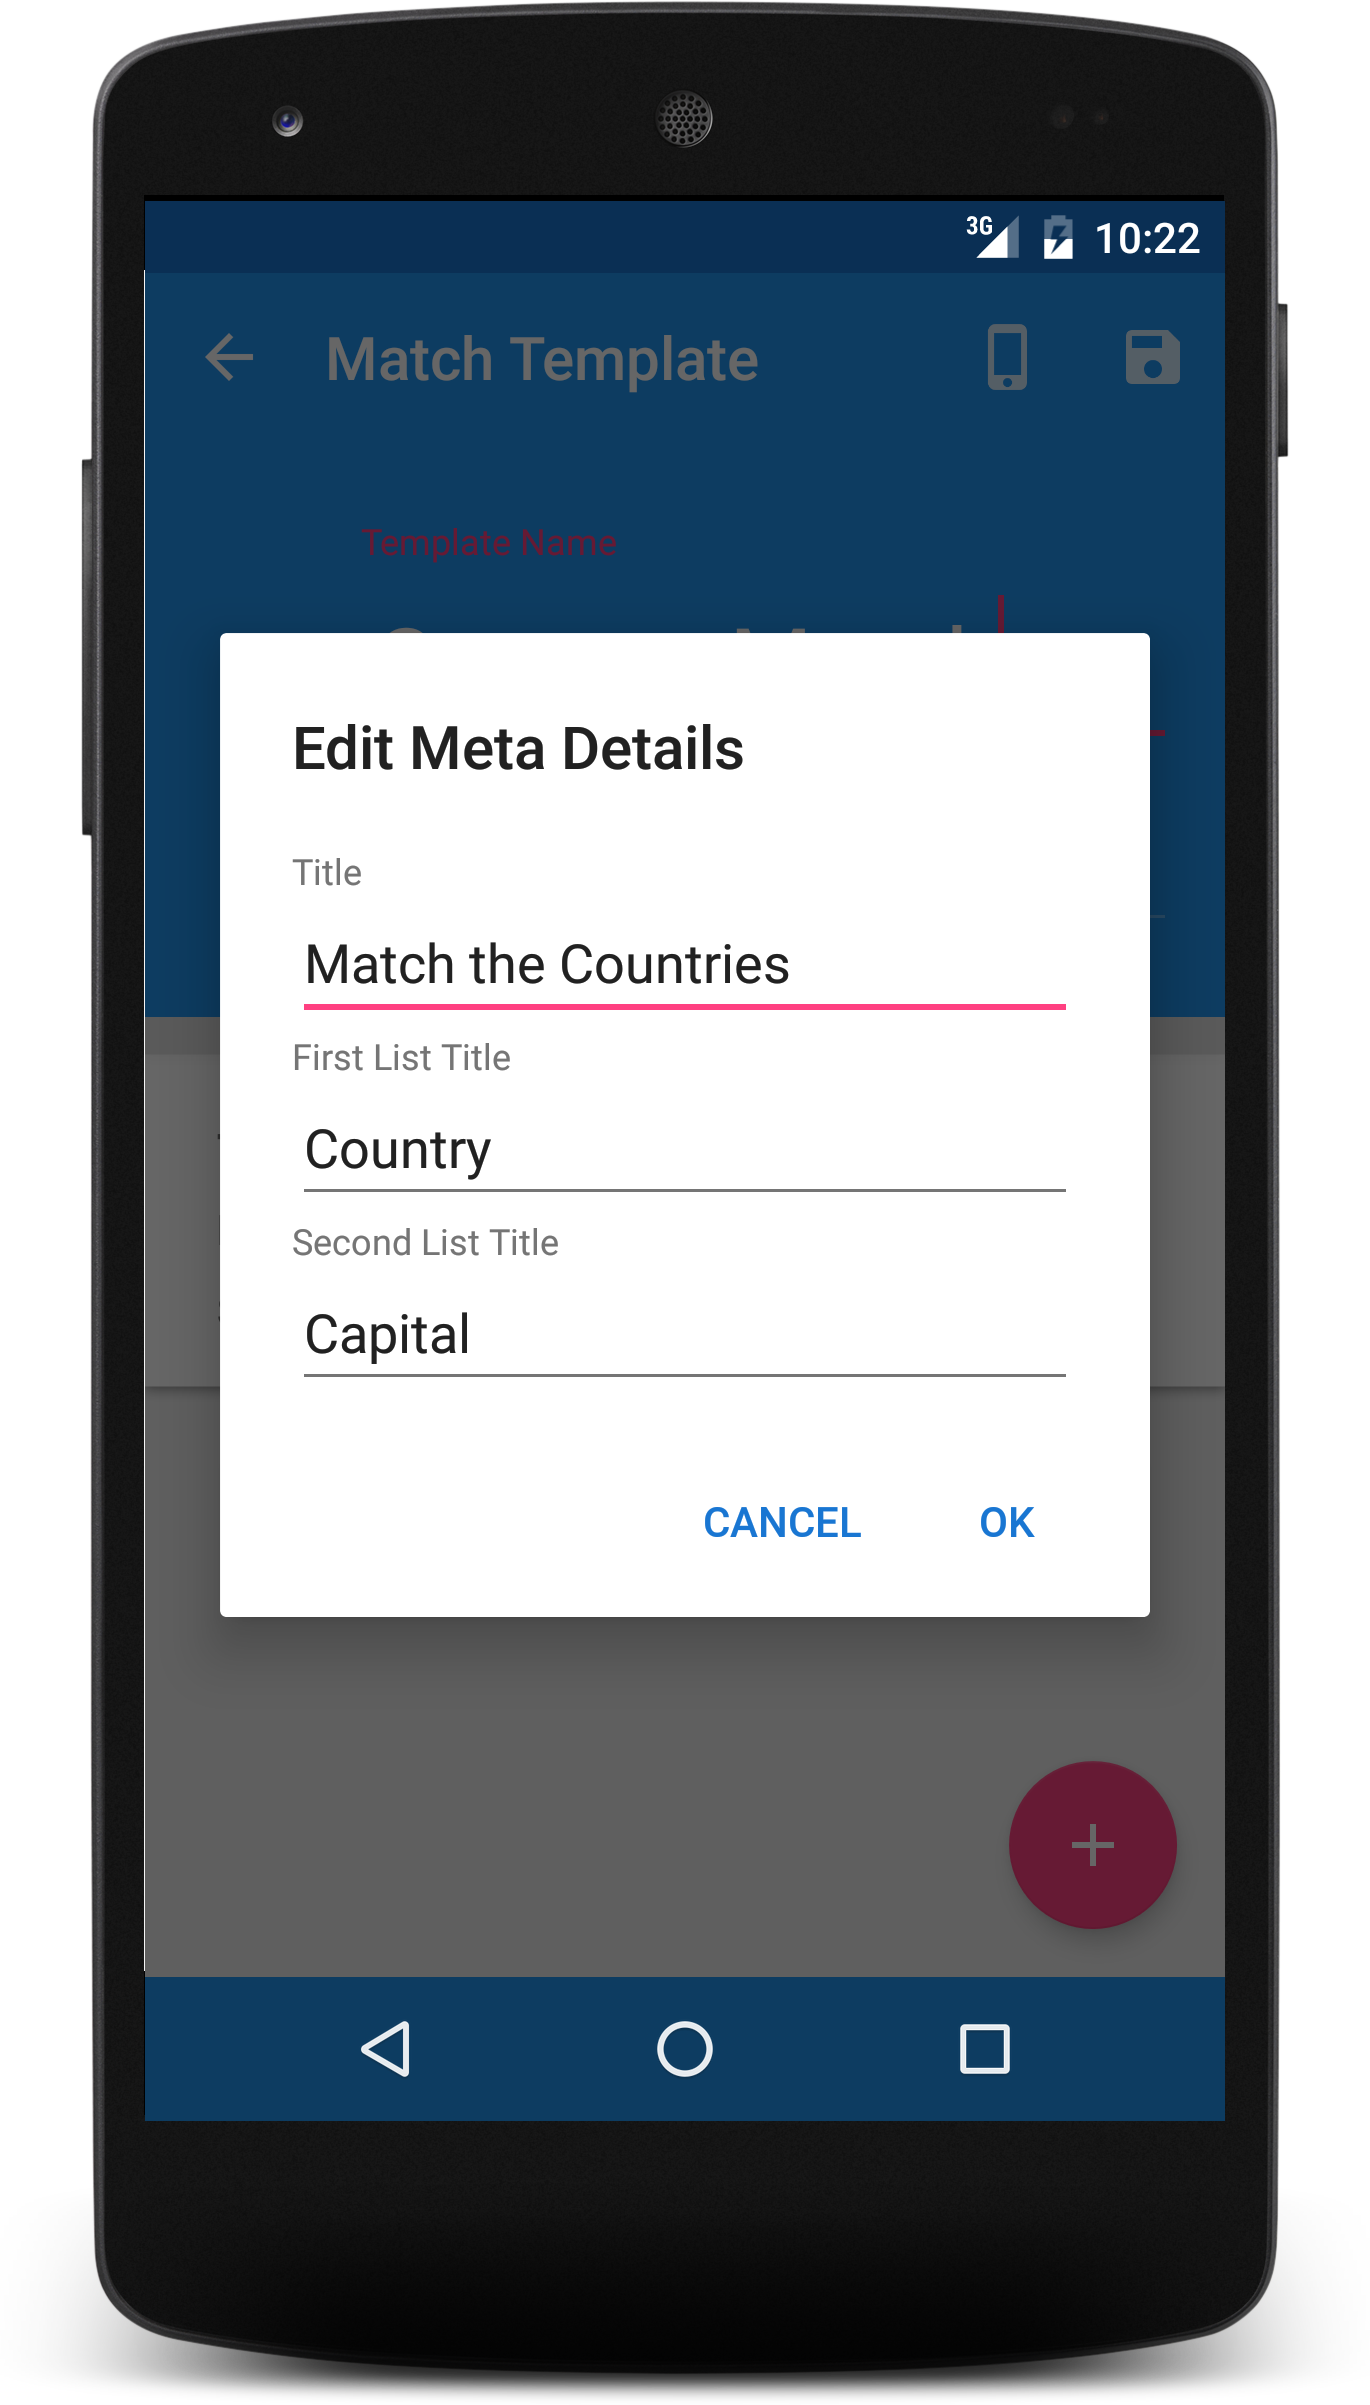 3G 10:22
Match Template
Template Name
Edit Meta Details
Title
Match the Countries
First List Title
Country
Second List Title
Capital
CANCEL OK